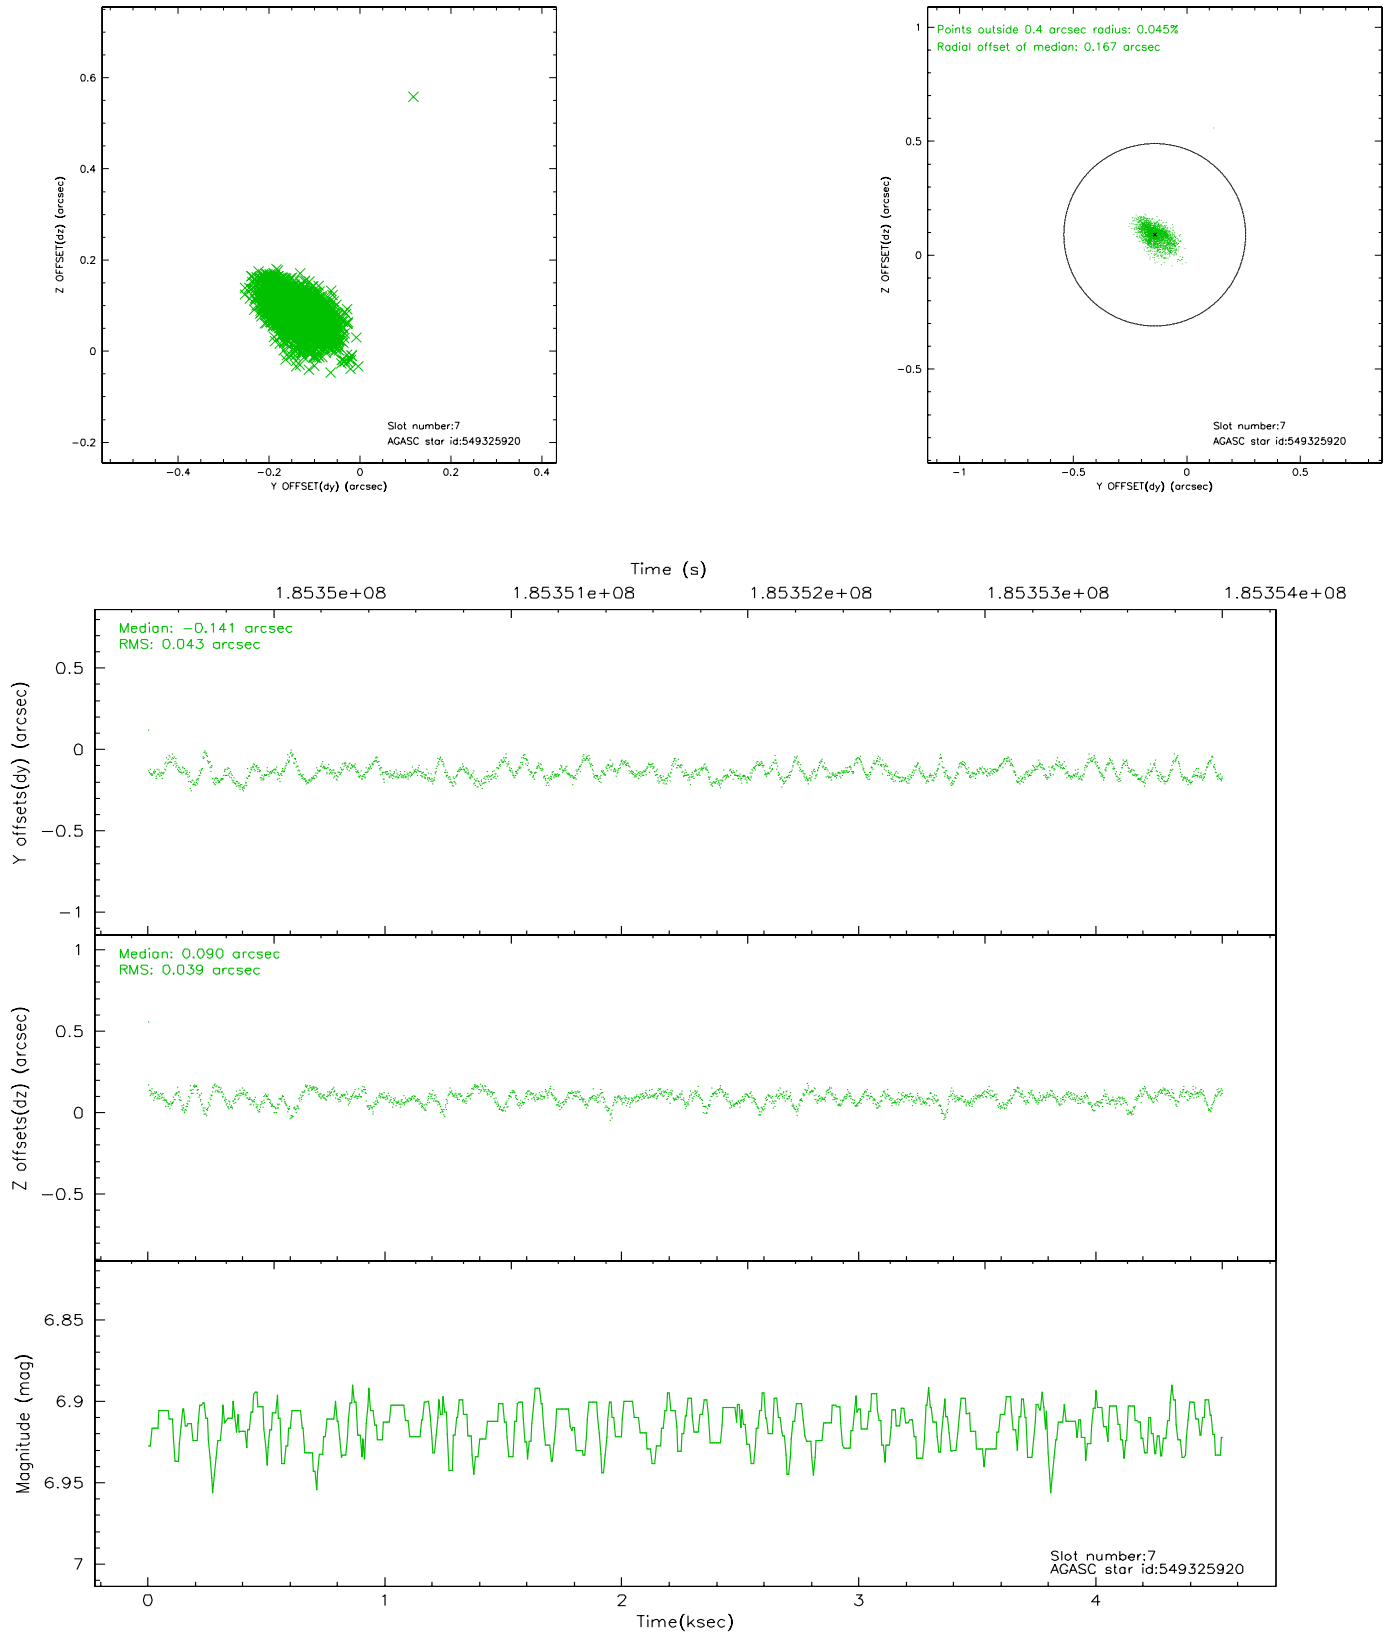 0.6
0.4
0.2
0
−0.2
Z OFFSET(dz) (arcsec)
Slot number:7
AGASC star id:549325920
−0.4 −0.2 0 0.2 0.4
Y OFFSET(dy) (arcsec)
Points outside 0.4 arcsec radius: 0.045%
Radial offset of median: 0.167 arcsec
1
0.5
0
−0.5
Z OFFSET(dz) (arcsec)
Slot number:7
AGASC star id:549325920
−1 −0.5 0 0.5
Y OFFSET(dy) (arcsec)
Time (s)
1.8535e+08 1.85351e+08 1.85352e+08 1.85353e+08 1.85354e+08
Median: −0.141 arcsec
RMS: 0.043 arcsec
0.5
0
−0.5
−1
Y offsets(dy) (arcsec)
Median: 0.090 arcsec
RMS: 0.039 arcsec
1
0.5
0
−0.5
Z offsets(dz) (arcsec)
6.85
6.9
6.95
7
Magnitude (mag)
Slot number:7
AGASC star id:549325920
0 1 2 3 4
Time(ksec)